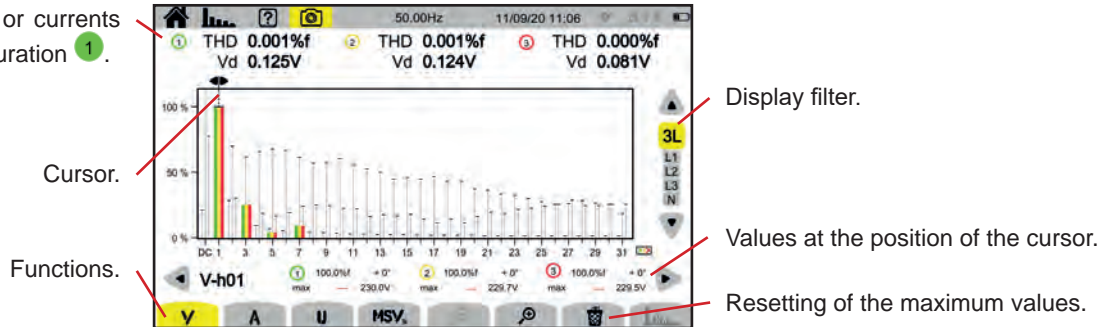 or currents
uration 1.
? 50.00Hz 11/09/20 11:06
1 THD 0.001%f 2 THD 0.001%f 3 THD 0.000%f
Vd 0.125V Vd 0.124V Vd 0.081V
100 %
50 %
0 %
DC 1 3 5 7 9 11 13 15 17 19 21 23 25 27 29 31
3L
L1
L2
L3
N
V-h01 1 100.0%f + 0° 2 100.0%f + 0° 3 100.0%f + 0°
max 230.0V max 229.7V max 229.5V
V A U MSV
Cursor.
Functions.
Display filter.
Values at the position of the cursor.
Resetting of the maximum values.